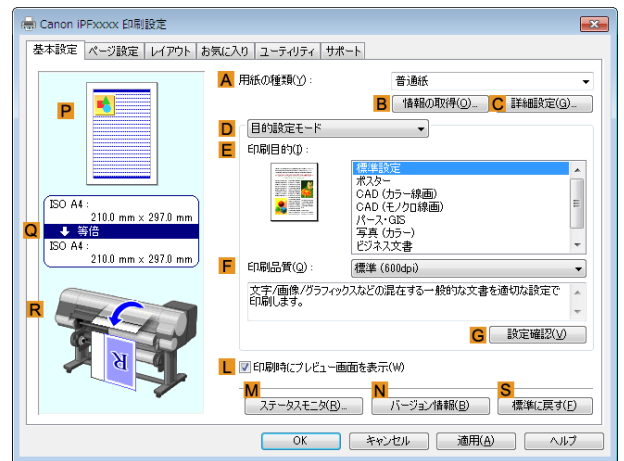 Canon iPFxxxx 印刷設定
基本設定 ページ設定 レイアウト お気に入り ユーティリティ サポート
A 用紙の種類(Y): 普通紙
B 情報の取得(O)... C 詳細設定(G)...
P
D 目的設定モード
E 印刷目的(I):
標準設定
ポスター
CAD (カラー線画)
CAD (モノクロ線画)
パース・GIS
写真 (カラー)
ビジネス文書
ISO A4 :
210.0 mm x 297.0 mm
Q 等倍
ISO A4 :
210.0 mm x 297.0 mm
F 印刷品質(Q): 標準 (600dpi)
文字/画像/グラフィックスなどの混在する一般的な文書を適切な設定で
印刷します。
R
G 設定確認(V)
R
L 印刷時にプレビュー画面を表示(W)
M N S
ステータスモニタ(R)... バージョン情報(B) 標準に戻す(F)
OK キャンセル 適用(A) ヘルプ